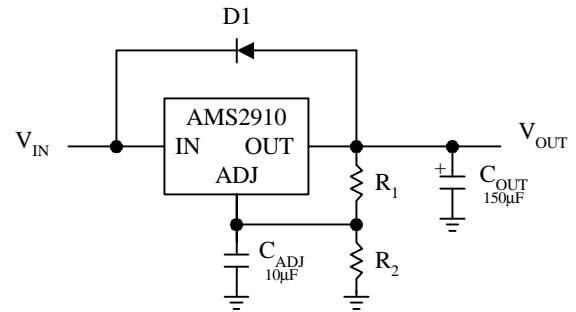 D1
AMS2910
V_IN
IN OUT
V_OUT
ADJ
+
R_1
C_OUT
150µF
C_ADJ
10µF
R_2